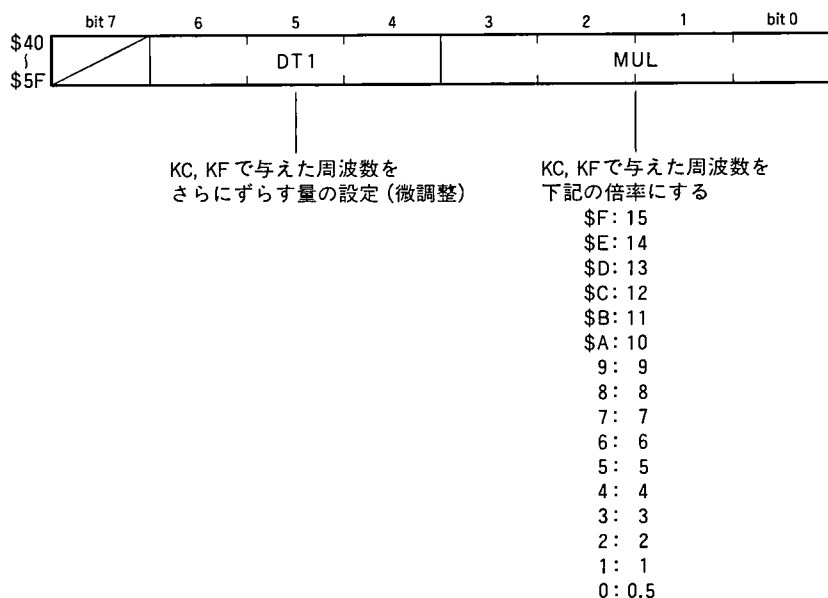 bit 7 6 5 4 3 2 1 bit 0
$40
~
$5F
DT1 MUL
KC, KFで与えた周波数を
さらにずらす量の設定(微調整)
KC, KFで与えた周波数を
下記の倍率にする
$F: 15
$E: 14
$D: 13
$C: 12
$B: 11
$A: 10
9: 9
8: 8
7: 7
6: 6
5: 5
4: 4
3: 3
2: 2
1: 1
0: 0.5